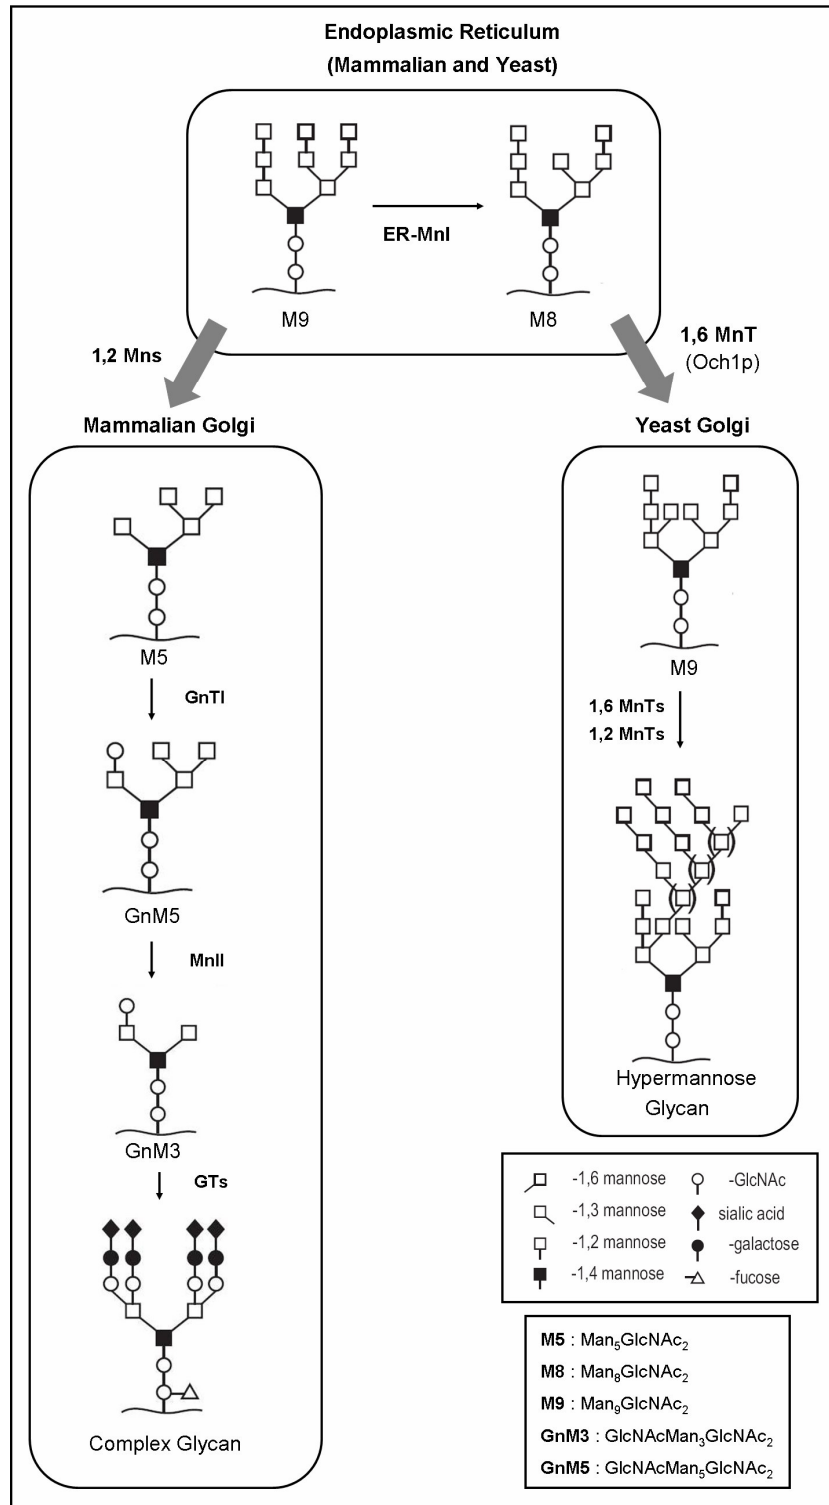 Endoplasmic Reticulum
(Mammalian and Yeast)
ER-MnI
M9
M8
1,2 Mns
1,6 MnT
(Och1p)
Mammalian Golgi
Yeast Golgi
M5
GnTI
GnM5
MnII
GnM3
GTs
Complex Glycan
M9
1,6 MnTs
1,2 MnTs
Hypermannose
Glycan
-1,6 mannose
-GlcNAc
-1,3 mannose
sialic acid
-1,2 mannose
-galactose
-1,4 mannose
-fucose
M5 : Man₅GlcNAc₂
M8 : Man₈GlcNAc₂
M9 : Man₉GlcNAc₂
GnM3 : GlcNAcMan₃GlcNAc₂
GnM5 : GlcNAcMan₅GlcNAc₂